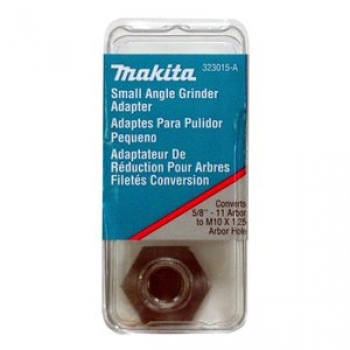 makita
323015-A
Small Angle Grinder
Adapter
Adaptes Para Pulidor
Pequeno
Adaptateur De
Réduction Pour Arbres
Filetés Conversion
Converts
5/8" - 11 Arbor
to M10 X 1.25
Arbor Hole